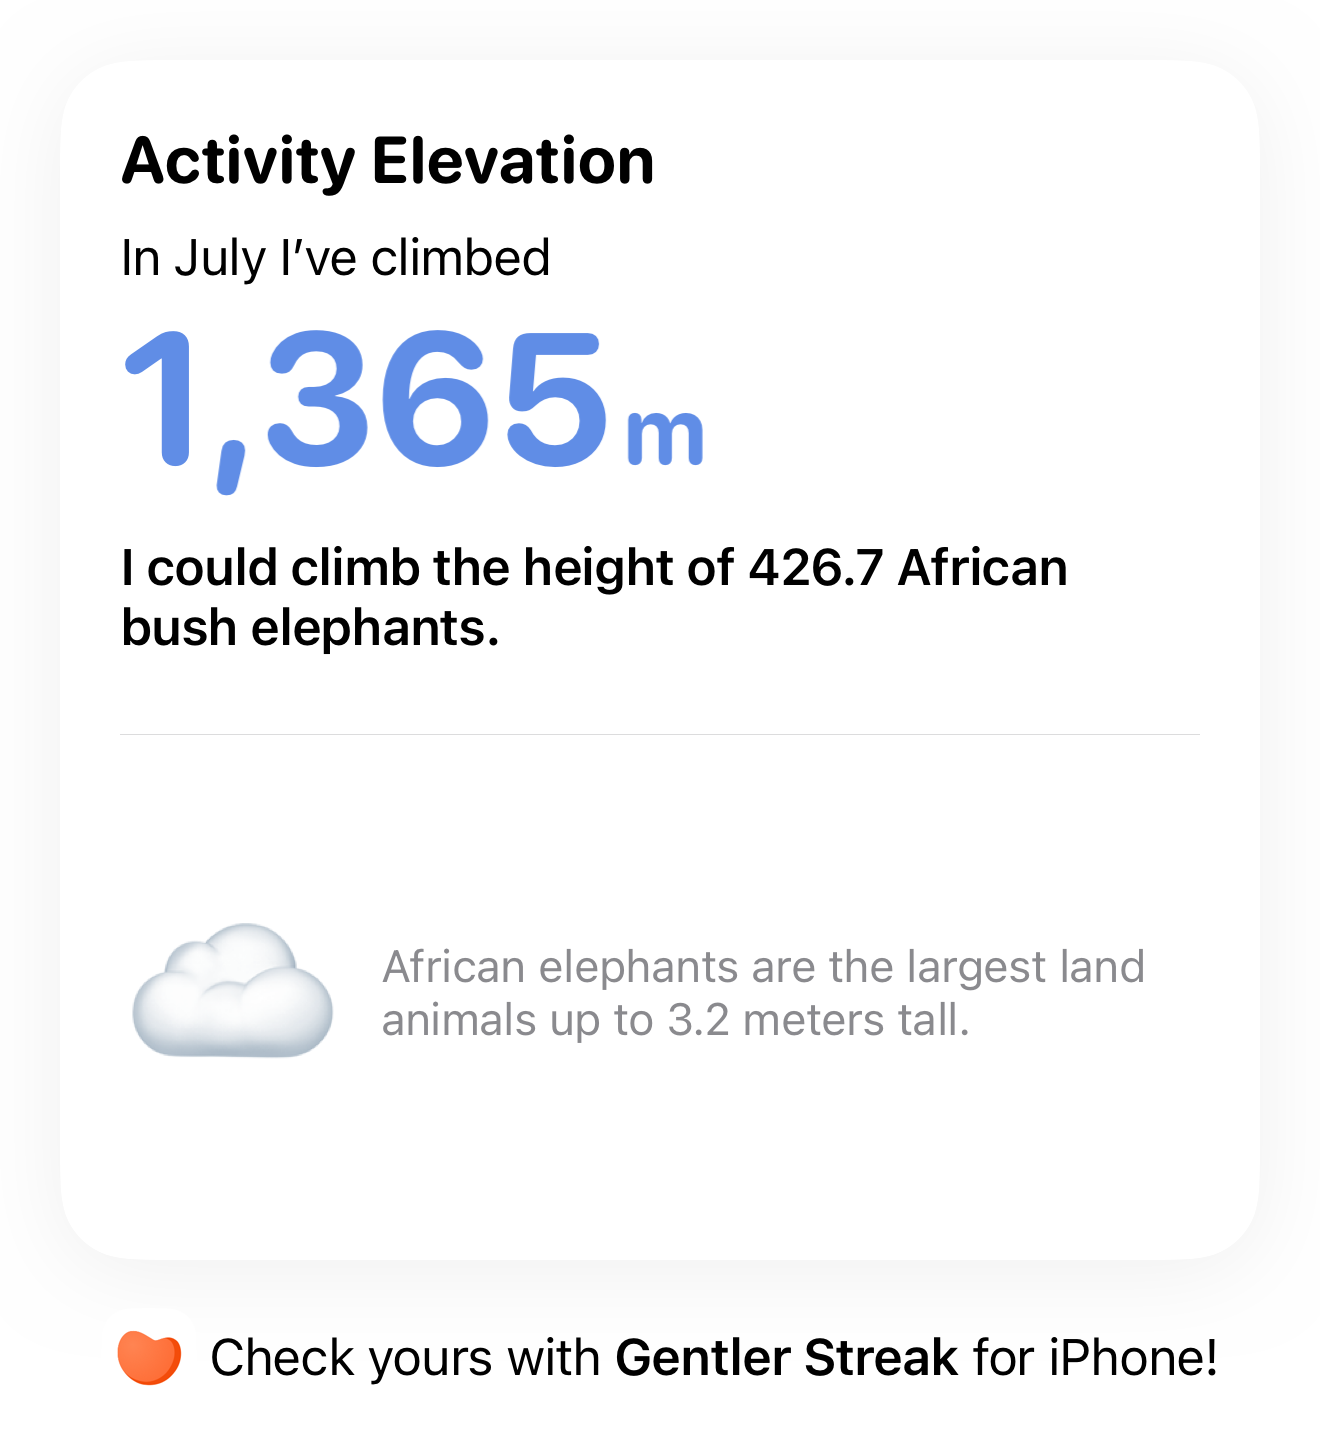 Activity Elevation
In July I’ve climbed
1,365 m
I could climb the height of 426.7 African
bush elephants.
African elephants are the largest land
animals up to 3.2 meters tall.
Check yours with Gentler Streak for iPhone!